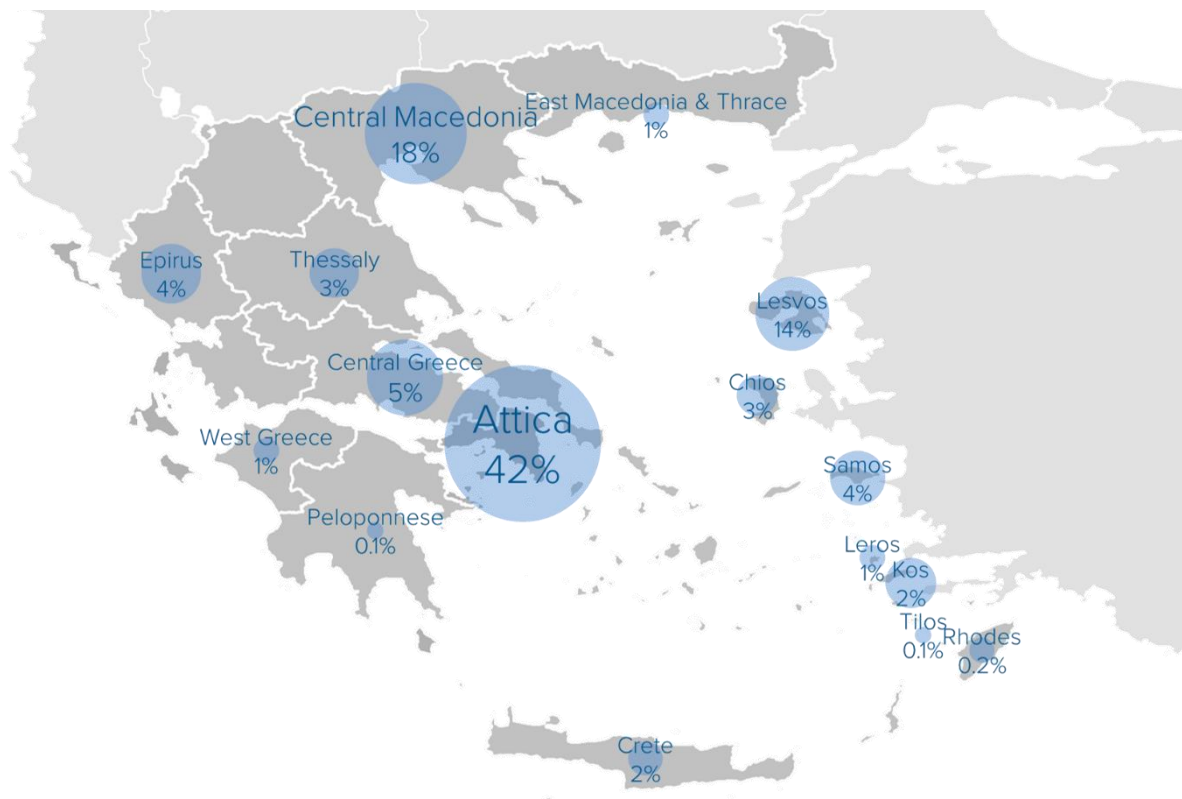 East Macedonia & Thrace
1%
Central Macedonia
18%
Epirus
4%
Thessaly
3%
Lesvos
14%
Central Greece
5%
Chios
3%
Attica
42%
West Greece
1%
Samos
4%
Peloponnese
0.1%
Leros
1%
Kos
2%
Tilos
0.1%
Rhodes
0.2%
Crete
2%